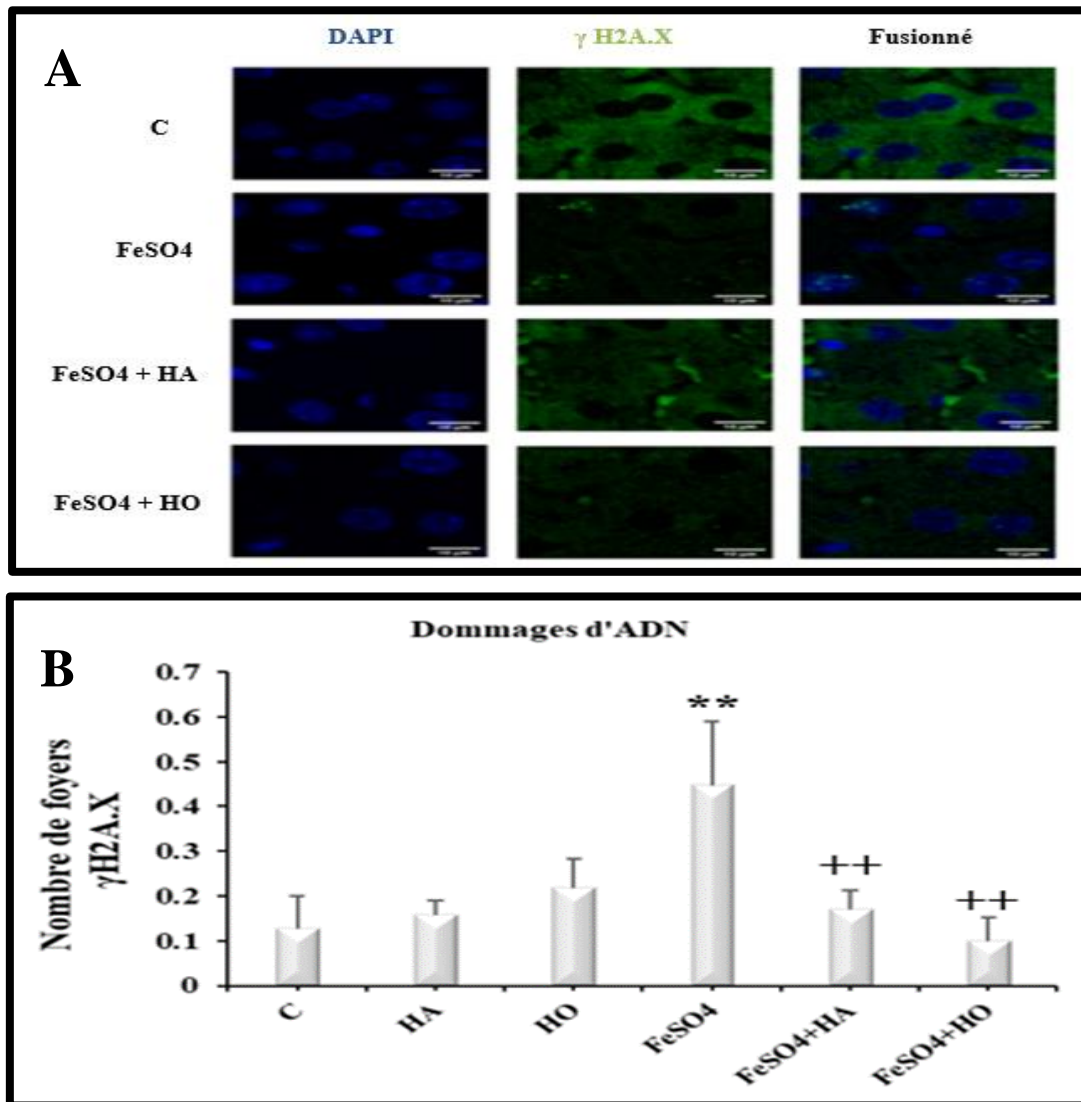 A
DAPI
γ H2A.X
Fusionné
C
FeSO4
FeSO4 + HA
FeSO4 + HO
B
Dommages d'ADN
Nombre de foyers
γH2A.X
0.7
0.6
0.5
0.4
0.3
0.2
0.1
0
**
++
++
C
HA
HO
FeSO4
FeSO4+HA
FeSO4+HO